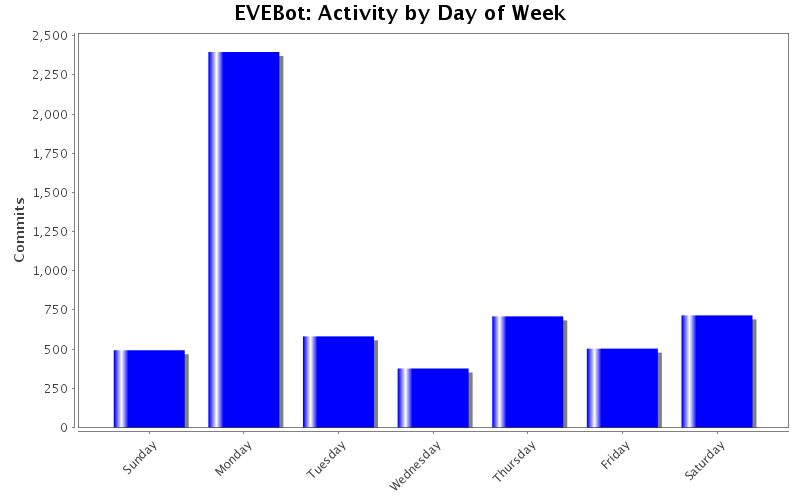 EVEBot: Activity by Day of Week
2,500
2,250
2,000
1,750
1,500
1,250
1,000
750
500
250
0
Commits
Sunday
Monday
Tuesday
Wednesday
Thursday
Friday
Saturday